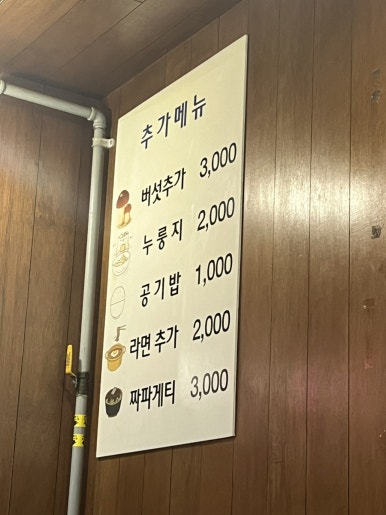 추가메뉴
버섯추가 3,000
누룽지 2,000
공기밥 1,000
라면추가 2,000
짜파게티 3,000